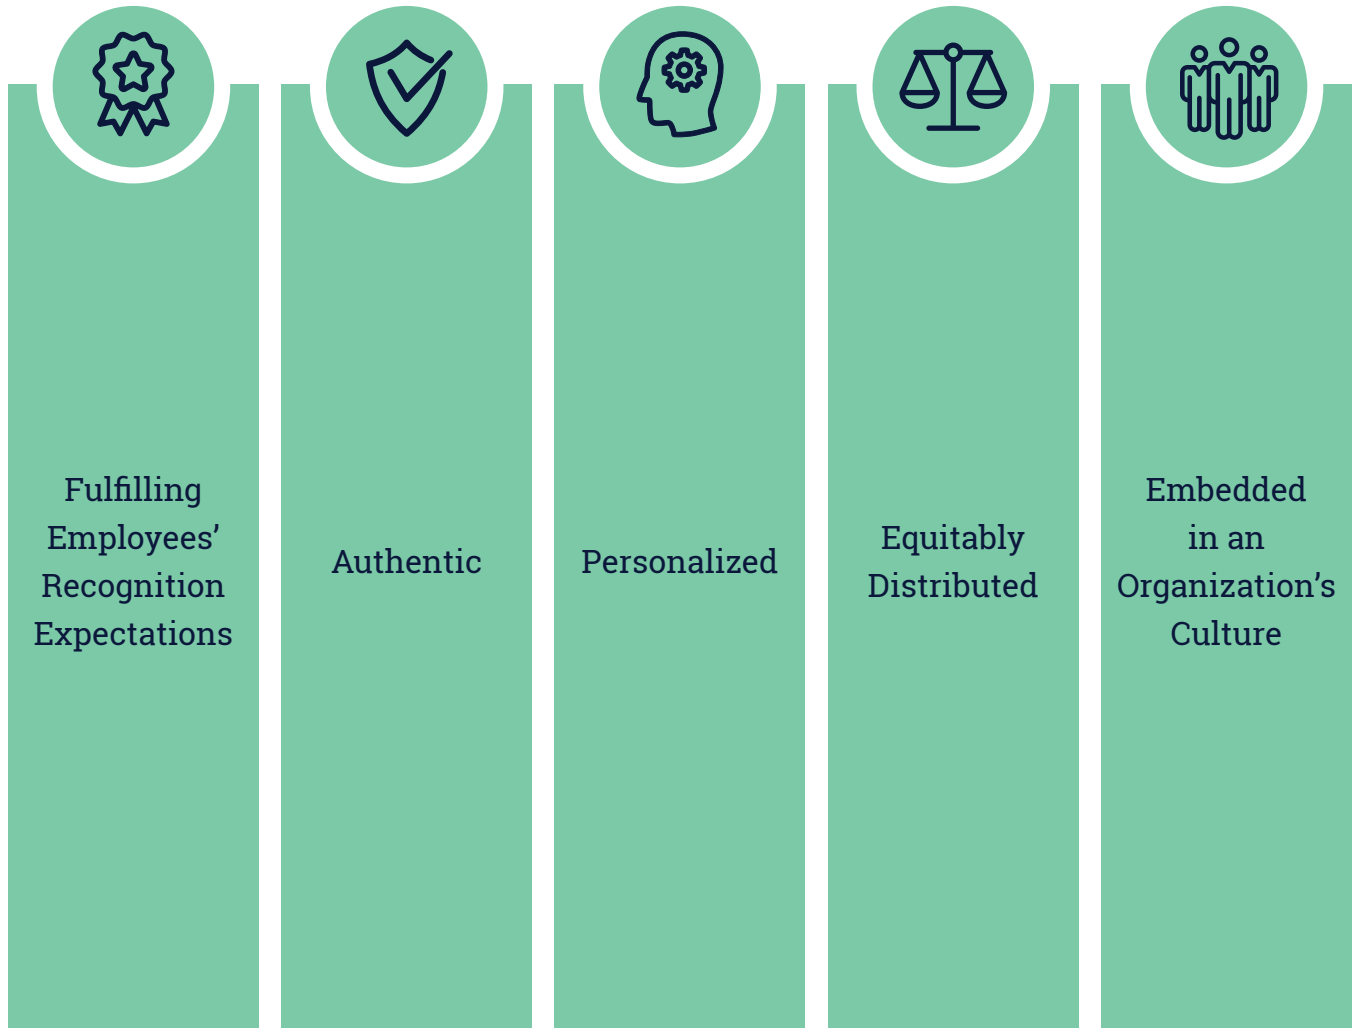 Fulfilling
Employees’
Recognition
Expectations
Authentic
Personalized
Equitably
Distributed
Embedded
in an
Organization’s
Culture